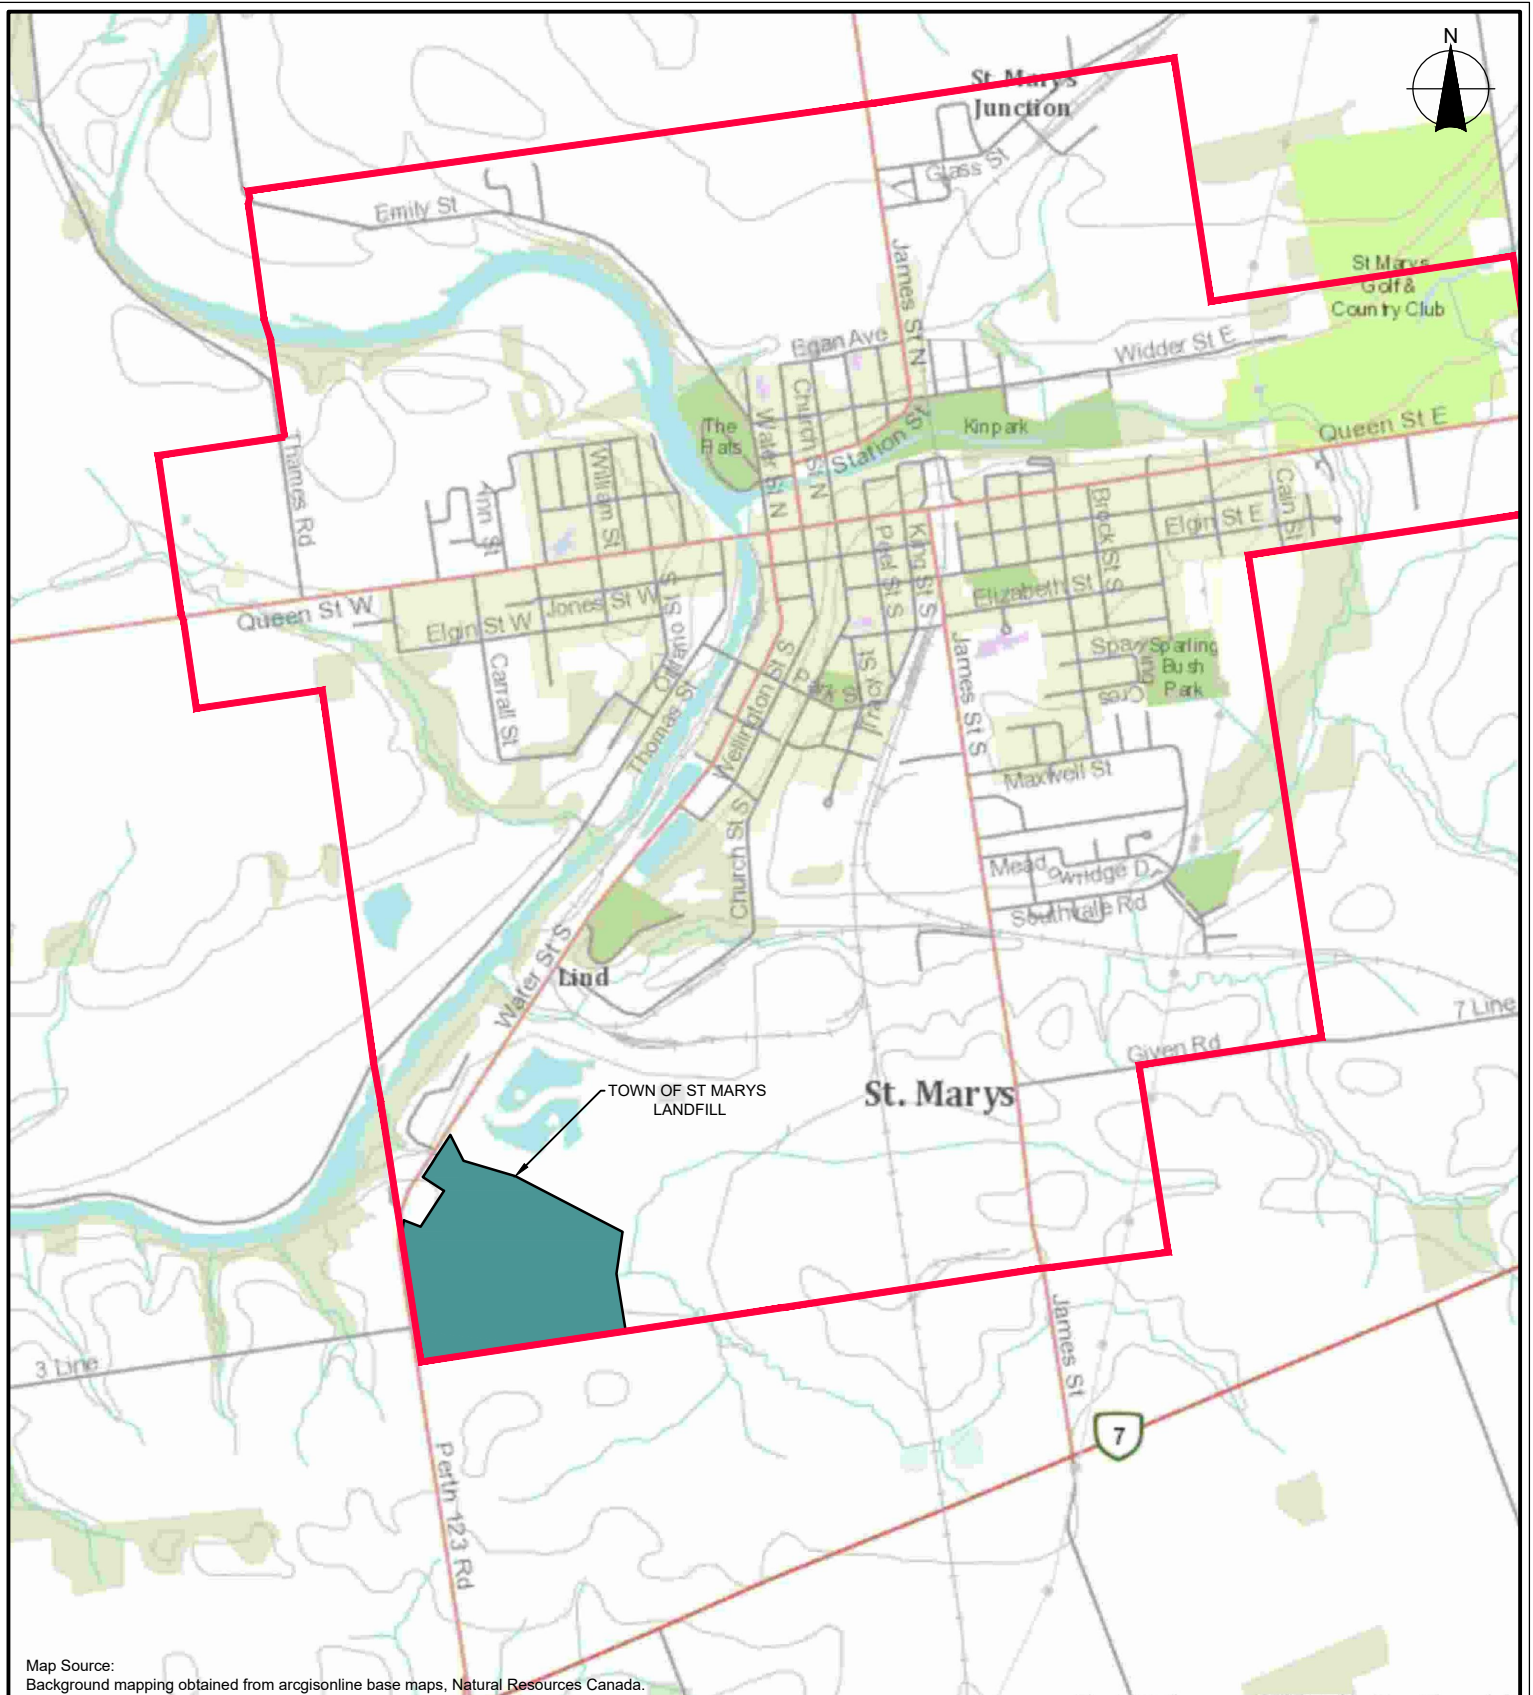 N
St. Marys
Junction
Glass St
Emily St
James St N
St Marys
Golf &
Country Club
Egan Ave
Widder St E
Church St N
Water St N
The
Flats
Station St
Kinpark
Queen St E
Thames Rd
Ann St
William St
Cain St
Brock St S
Elgin St E
Peel St S
King St S
Queen St W
Elgin St W
Jones St W
Elizabeth St
Carrall St
Thomas St
Wellington St S
Park St
James St S
Sparling
Bush
Park
Cres
Maxwell St
Church St S
Meadowridge D
Southvale Rd
Water St S
Lind
7 Line
Given Rd
TOWN OF ST MARYS
LANDFILL
St. Marys
3 Line
James St
7
Perth 123 Rd
Map Source:
Background mapping obtained from arcgisonline base maps, Natural Resources Canada.